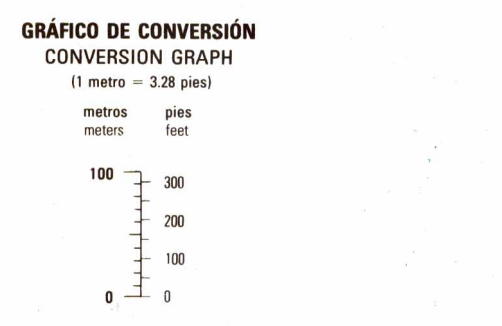 GRÁFICO DE CONVERSIÓN
CONVERSION GRAPH
(1 metro = 3.28 pies)
metros pies
meters feet
100 300
200
100
0 0